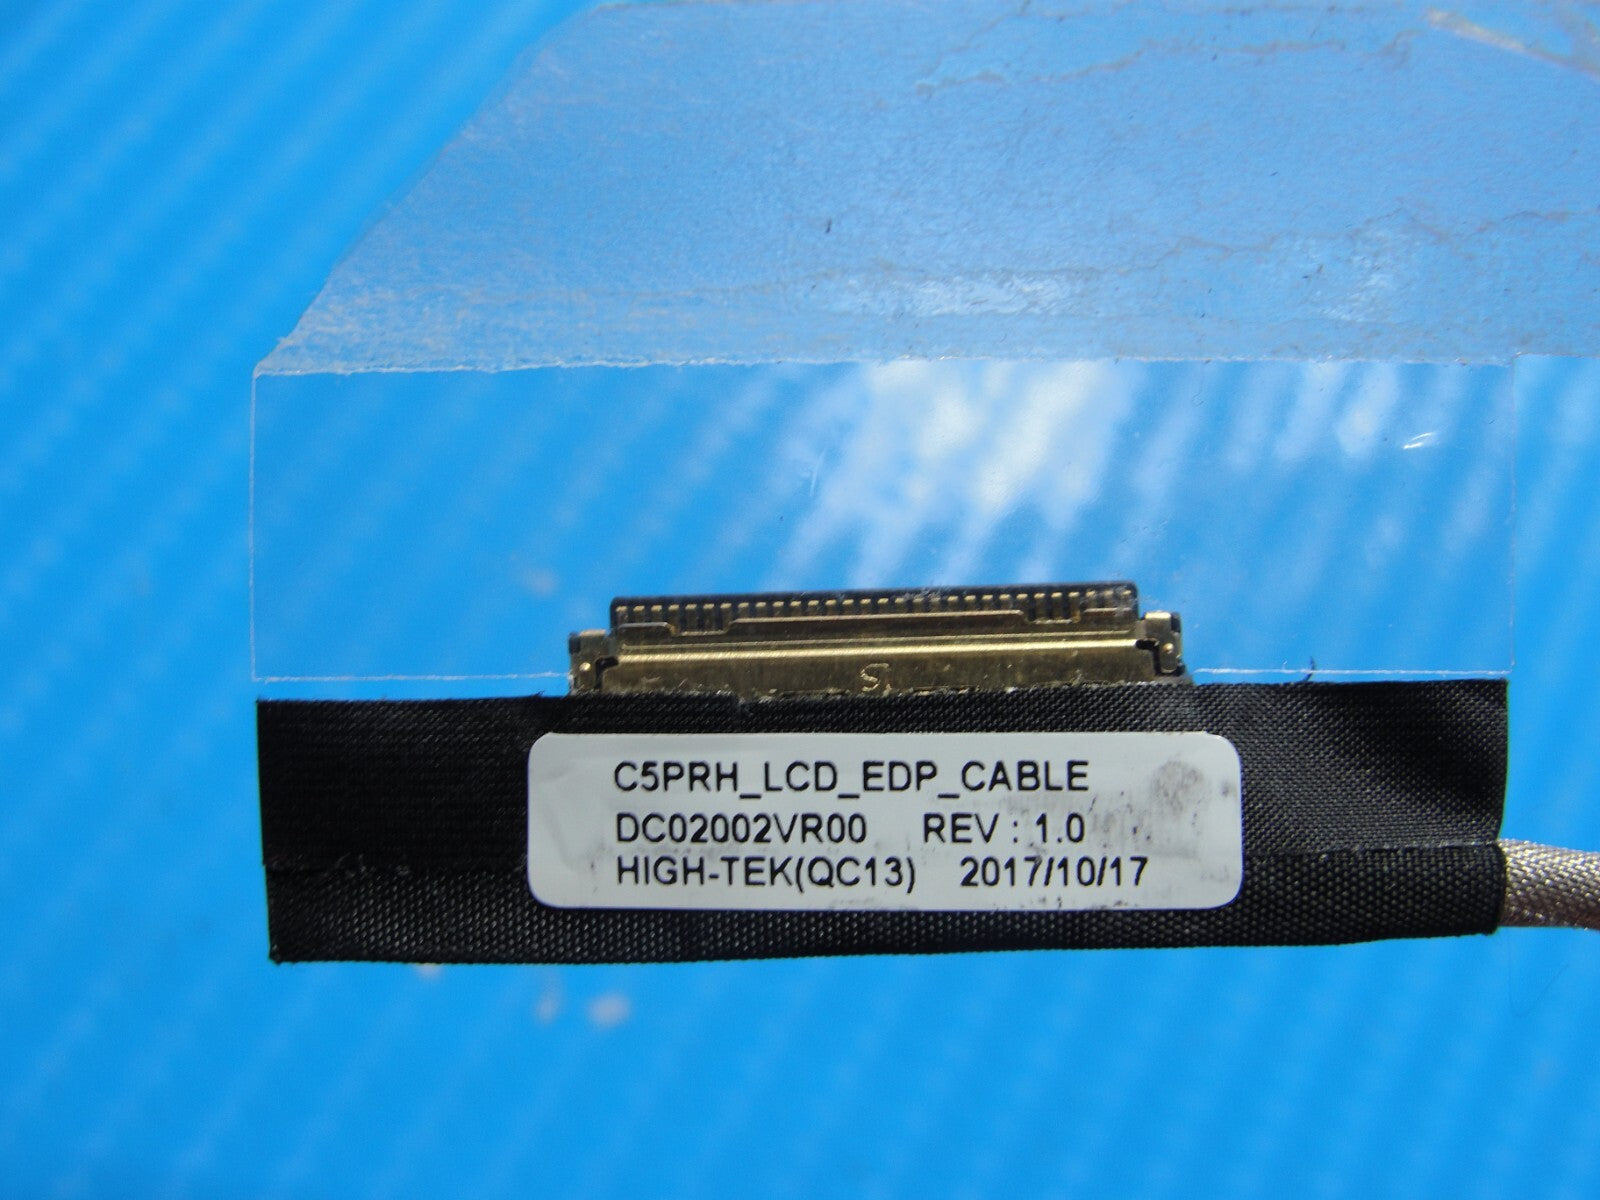 C5PRH_LCD_EDP_CABLE
DC02002VR00 REV : 1.0
HIGH-TEK(QC13) 2017/10/17